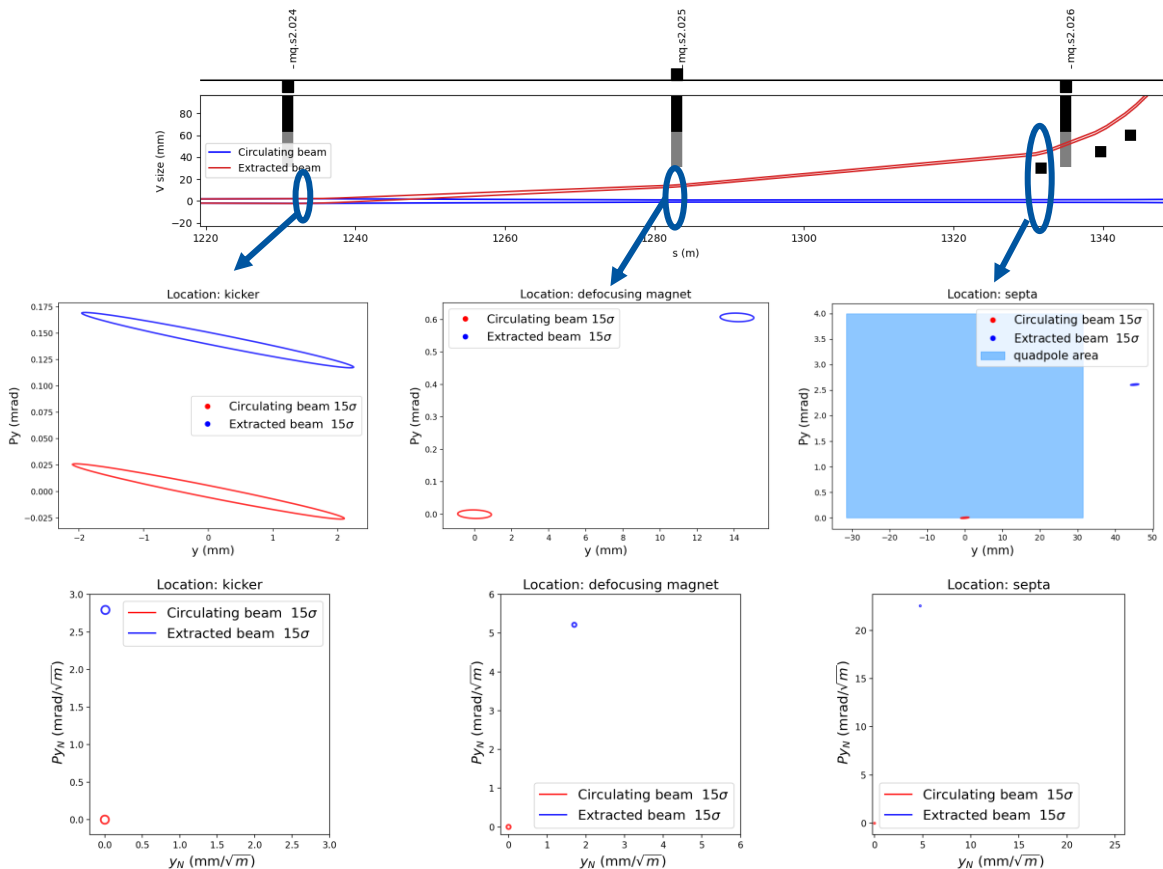 mq.s2.024
mq.s2.025
mq.s2.026
V size (mm)
80
60
40
20
0
−20
Circulating beam
Extracted beam
1220
1240
1260
1280
1300
1320
1340
s (m)
Location: kicker
Py (mrad)
0.175
0.150
0.125
0.100
0.075
0.050
0.025
0.000
−0.025
Circulating beam 15σ
Extracted beam 15σ
−2
−1
0
1
2
y (mm)
Location: defocusing magnet
Py (mrad)
0.6
0.5
0.4
0.3
0.2
0.1
0.0
Circulating beam 15σ
Extracted beam 15σ
0
2
4
6
8
10
12
14
y (mm)
Location: septa
Py (mrad)
4.0
3.5
3.0
2.5
2.0
1.5
1.0
0.5
0.0
Circulating beam 15σ
Extracted beam 15σ
quadpole area
−30
−20
−10
0
10
20
30
40
50
y (mm)
Location: kicker
Py_N (mrad/√m)
3.0
2.5
2.0
1.5
1.0
0.5
0.0
Circulating beam 15σ
Extracted beam 15σ
0.0
0.5
1.0
1.5
2.0
2.5
3.0
y_N (mm/√m)
Location: defocusing magnet
Py_N (mrad/√m)
6
5
4
3
2
1
0
Circulating beam 15σ
Extracted beam 15σ
0
1
2
3
4
5
6
y_N (mm/√m)
Location: septa
Py_N (mrad/√m)
20
15
10
5
0
Circulating beam 15σ
Extracted beam 15σ
0
5
10
15
20
25
y_N (mm/√m)